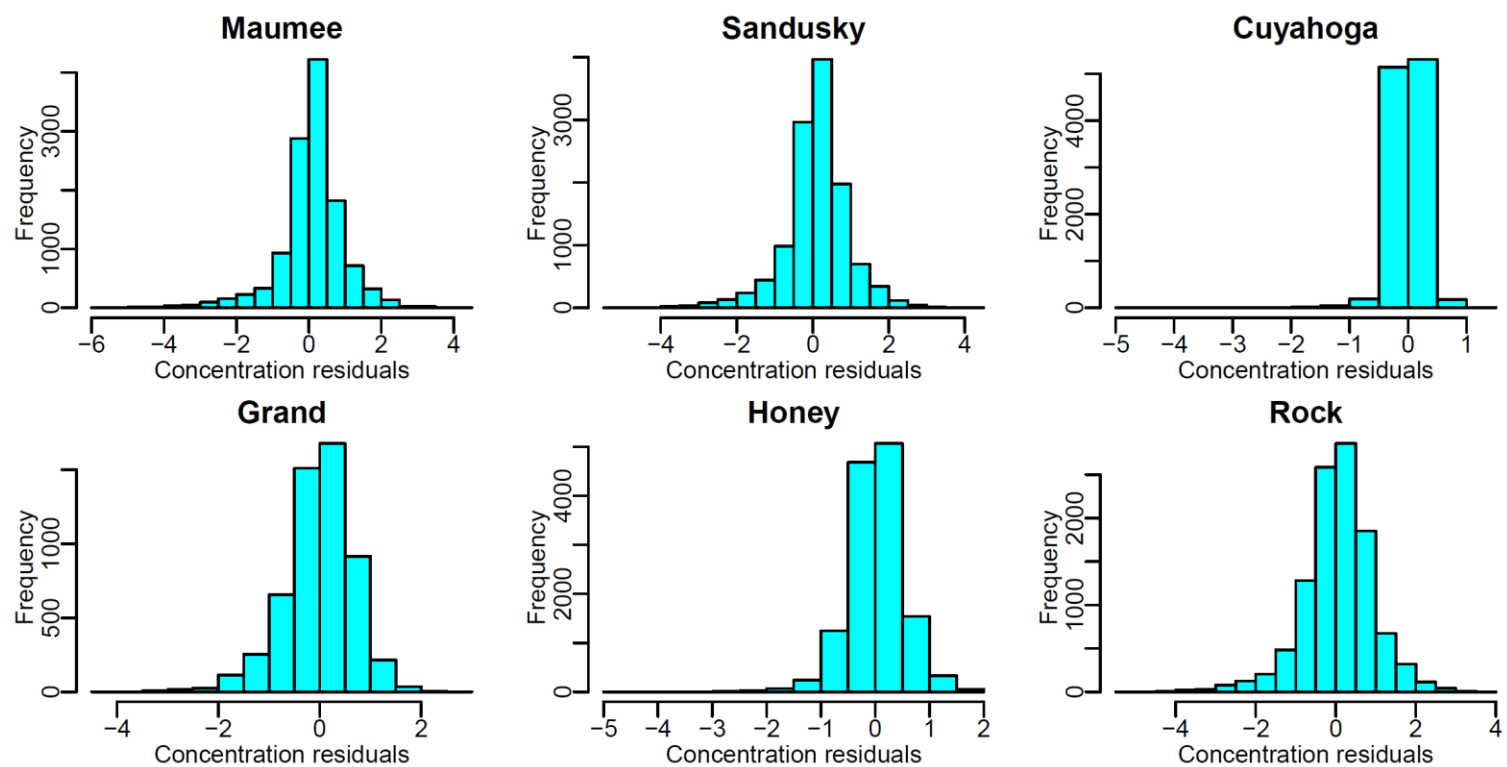 Maumee
Frequency
0
1000
3000
−6 −4 −2 0 2 4
Concentration residuals
Sandusky
Frequency
0
1000
3000
−4 −2 0 2 4
Concentration residuals
Cuyahoga
Frequency
0
2000
4000
−5 −4 −3 −2 −1 0 1
Concentration residuals
Grand
Frequency
0
500
1000
−4 −2 0 2
Concentration residuals
Honey
Frequency
0
2000
4000
−5 −4 −3 −2 −1 0 1 2
Concentration residuals
Rock
Frequency
0
1000
2000
−4 −2 0 2 4
Concentration residuals